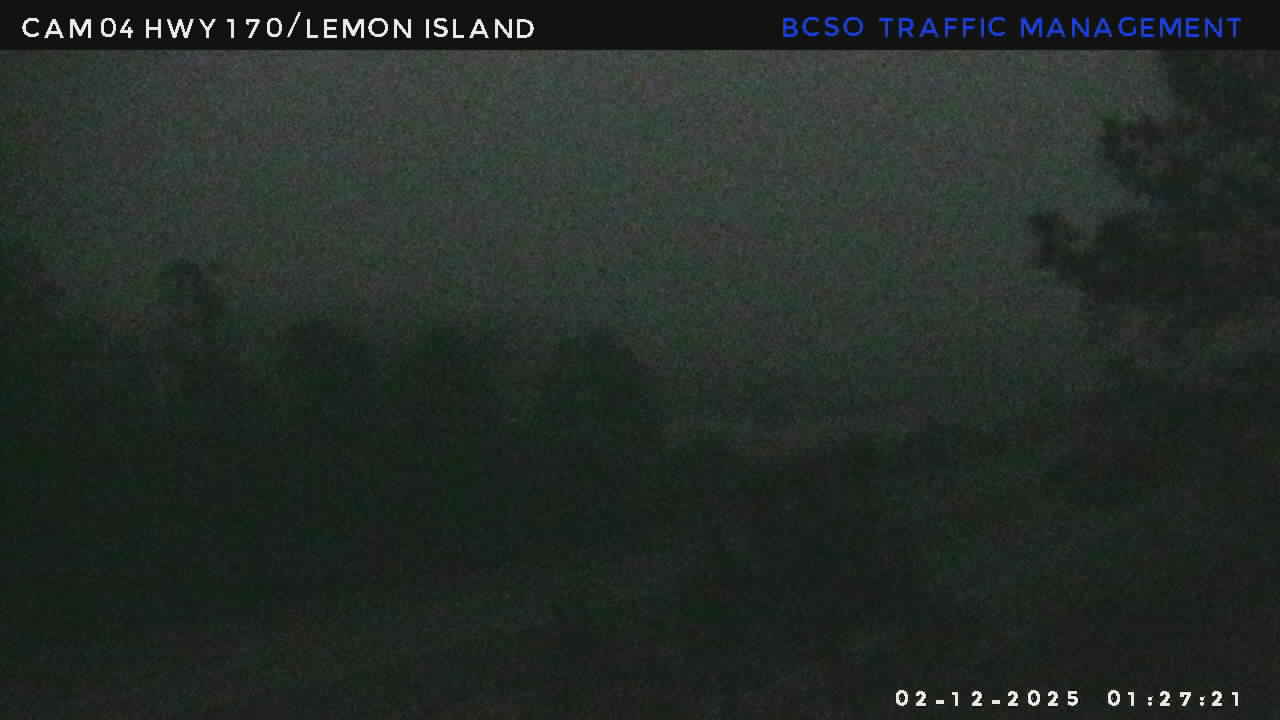 CAM04 HWY 170/LEMON ISLAND
BCSO TRAFFIC MANAGEMENT
02-12-2025 01:27:21